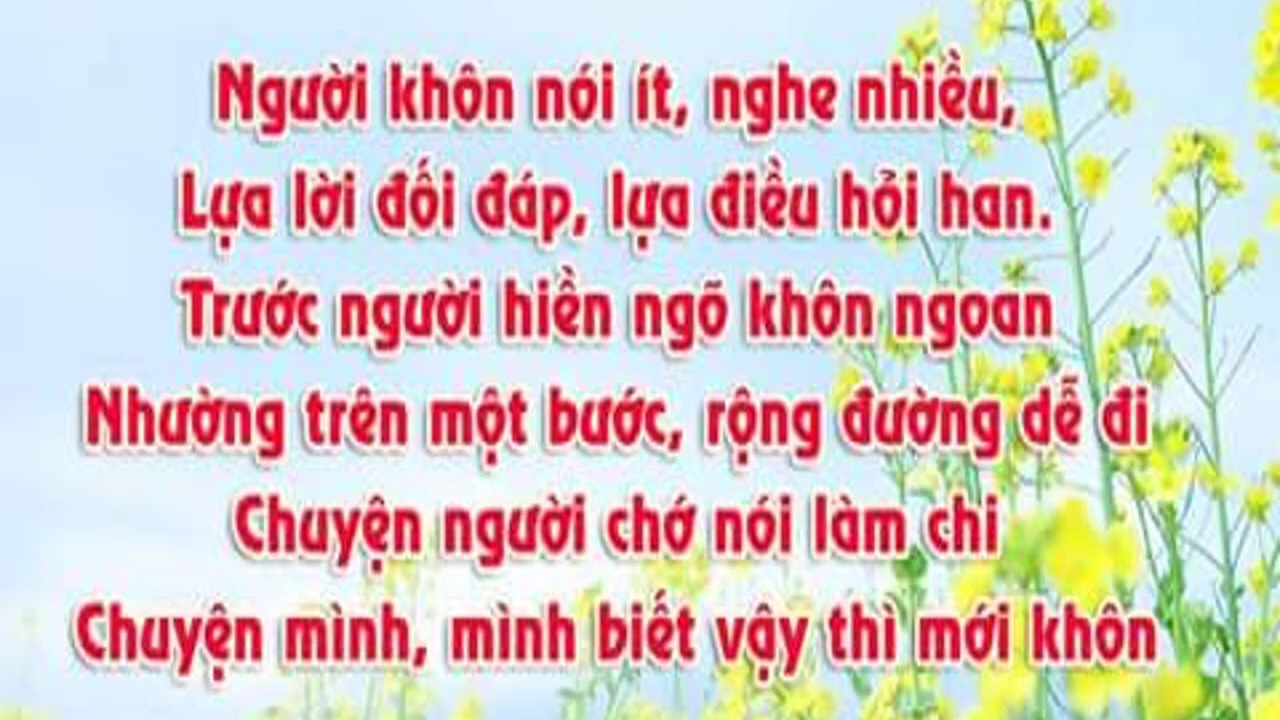 Người khôn nói ít, nghe nhiều,
Lựa lời đối đáp, lựa điều hỏi han.
Trước người hiền ngõ khôn ngoan
Nhường trên một bước, rộng đường dễ đi
Chuyện người chớ nói làm chi
Chuyện mình, mình biết vậy thì mới khôn